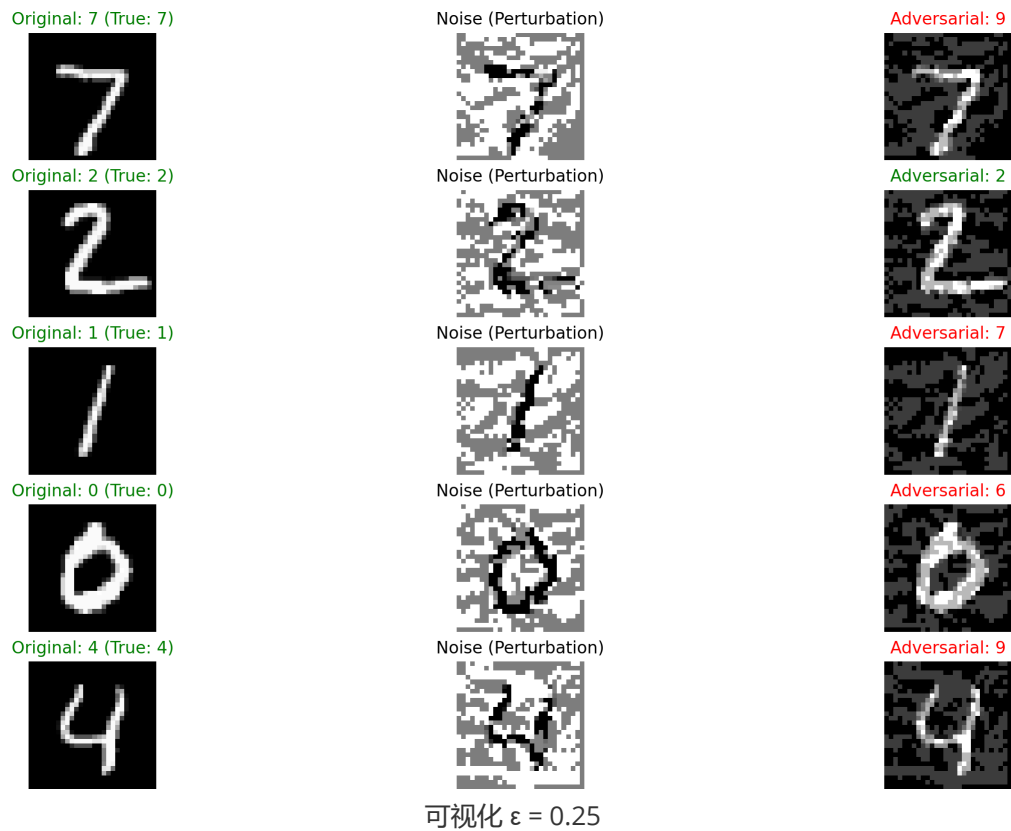 Original: 7 (True: 7) Noise (Perturbation) Adversarial: 9
Original: 2 (True: 2) Noise (Perturbation) Adversarial: 2
Original: 1 (True: 1) Noise (Perturbation) Adversarial: 7
Original: 0 (True: 0) Noise (Perturbation) Adversarial: 6
Original: 4 (True: 4) Noise (Perturbation) Adversarial: 9
可视化 ε = 0.25